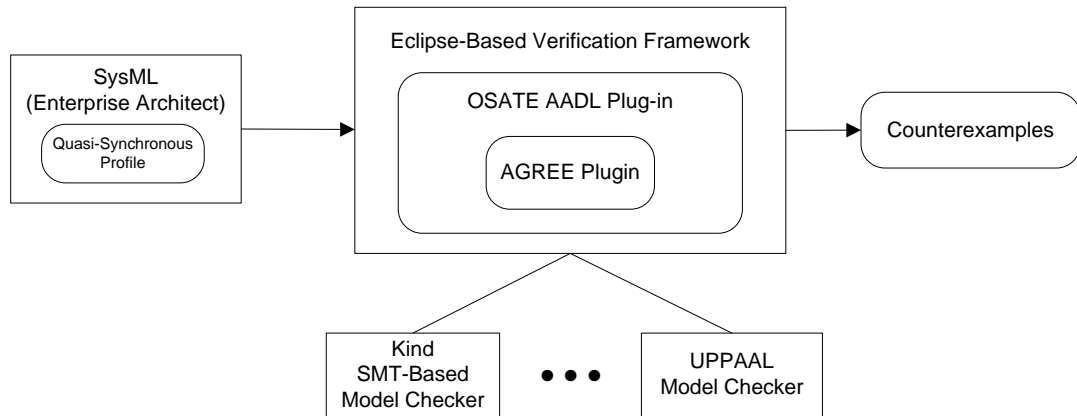 Eclipse-Based Verification Framework
SysML
(Enterprise Architect)
Quasi-Synchronous
Profile
OSATE AADL Plug-in
AGREE Plugin
Counterexamples
Kind
SMT-Based
Model Checker
UPPAAL
Model Checker